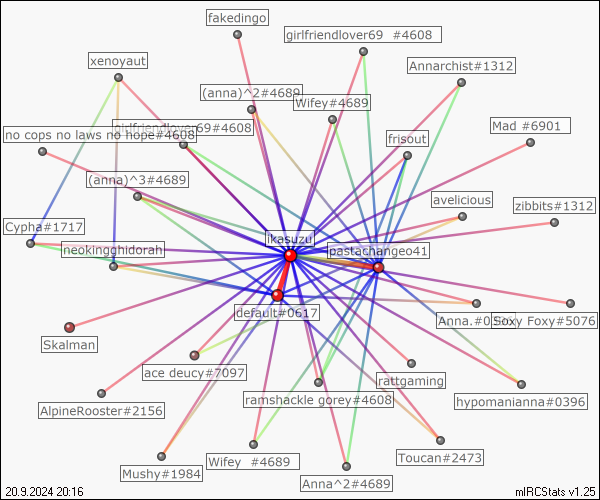 fakedingo
girlfriendlover69 #4608
xenoyaut
Annarchist#1312
(anna)^2#4689
Wifey#4689
no cops no laws no hope#4608
girlfriendlover69#4608
Mad #6901
frisout
(anna)^3#4689
avelicious
zibbits#1312
Cypha#1717
ikasuzu
neokingghidorah
pastachangeo41
default#0617
Anna.#0
Soxy Foxy#5076
Skalman
ace deucy#7097
rattgaming
ramshackle gorey#4608
hypomanianna#0396
AlpineRooster#2156
Mushy#1984
Wifey #4689
Toucan#2473
Anna^2#4689
20.9.2024 20:16
mIRCStats v1.25